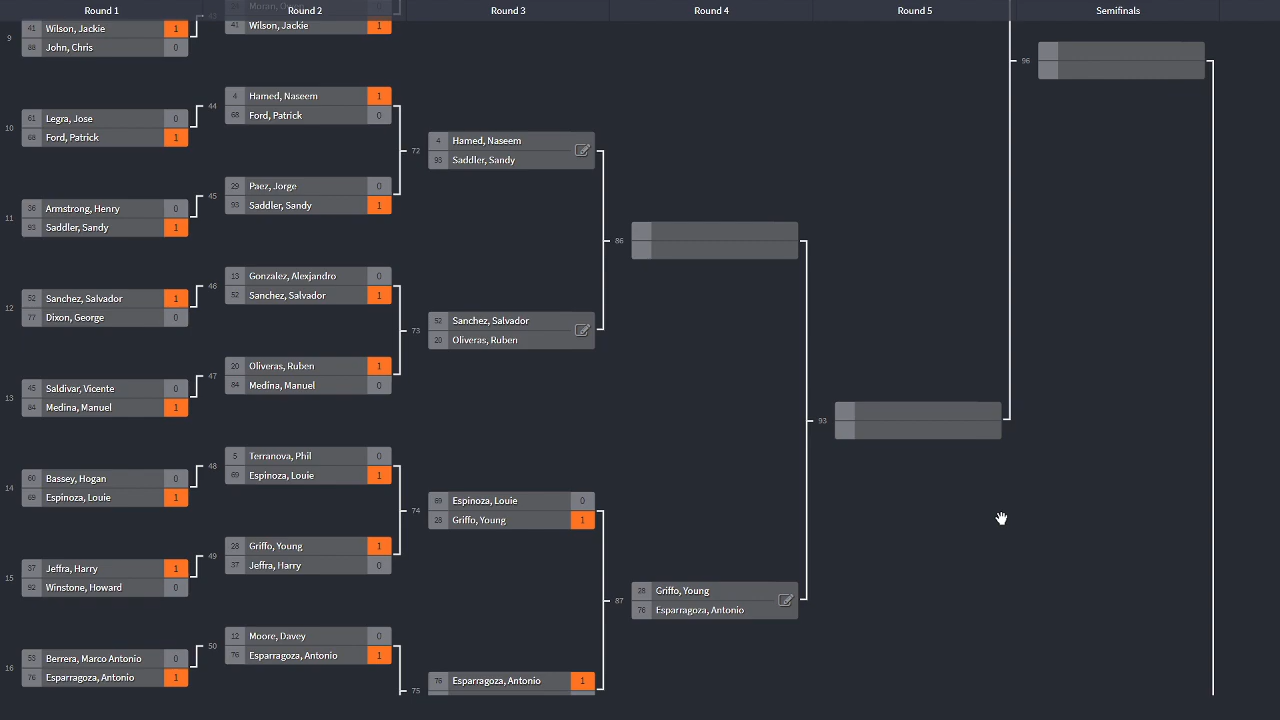 Round 1
Round 2
Round 3
Round 4
Round 5
Semifinals
9
41 Wilson, Jackie 1
88 John, Chris 0
10
61 Legra, Jose 0
68 Ford, Patrick 1
11
36 Armstrong, Henry 0
93 Saddler, Sandy 1
12
52 Sanchez, Salvador 1
77 Dixon, George 0
13
45 Saldivar, Vicente 0
84 Medina, Manuel 1
14
60 Bassey, Hogan 0
69 Espinoza, Louie 1
15
37 Jeffra, Harry 1
92 Winstone, Howard 0
16
53 Berrera, Marco Antonio 0
76 Esparragoza, Antonio 1
41 Wilson, Jackie 1
44
4 Hamed, Naseem 1
68 Ford, Patrick 0
45
29 Paez, Jorge 0
93 Saddler, Sandy 1
46
13 Gonzalez, Alexjandro 0
52 Sanchez, Salvador 1
47
20 Oliveras, Ruben 1
84 Medina, Manuel 0
48
5 Terranova, Phil 0
69 Espinoza, Louie 1
49
28 Griffo, Young 1
37 Jeffra, Harry 0
50
12 Moore, Davey 0
76 Esparragoza, Antonio 1
72
4 Hamed, Naseem
93 Saddler, Sandy
73
52 Sanchez, Salvador
20 Oliveras, Ruben
74
69 Espinoza, Louie 0
28 Griffo, Young 1
75
76 Esparragoza, Antonio 1
86
87
28 Griffo, Young
76 Esparragoza, Antonio
93
96